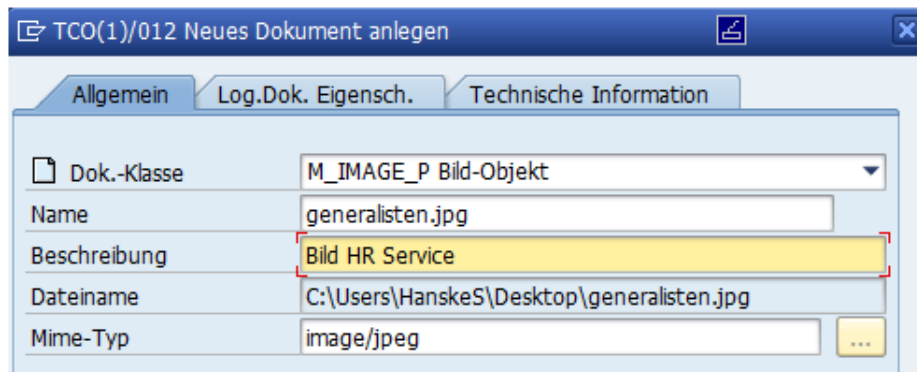 TCO(1)/012 Neues Dokument anlegen
Allgemein Log.Dok. Eigensch. Technische Information
Dok.-Klasse M_IMAGE_P Bild-Objekt
Name generalisten.jpg
Beschreibung Bild HR Service
Dateiname C:\Users\HanskeS\Desktop\generalisten.jpg
Mime-Typ image/jpeg ...